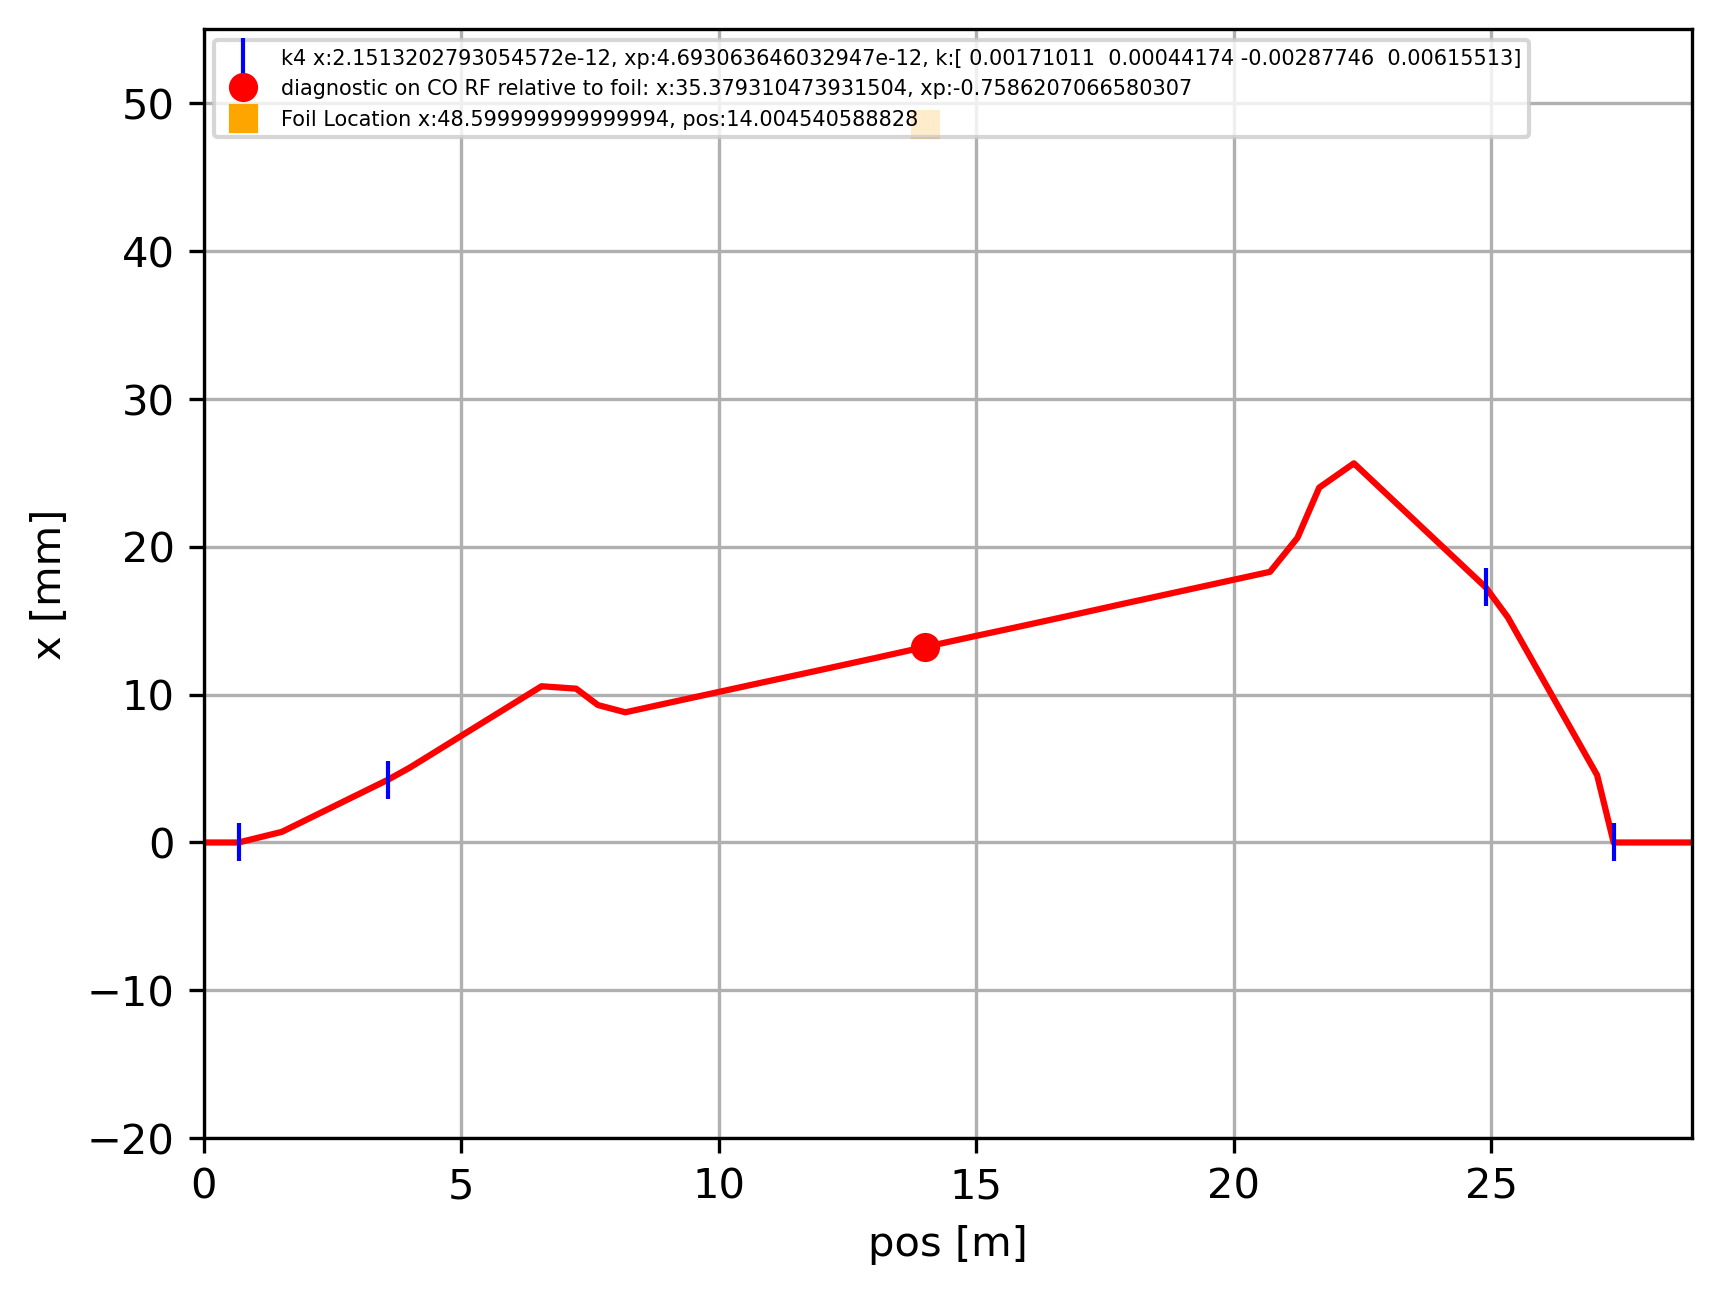 k4 x:2.1513202793054572e-12, xp:4.693063646032947e-12, k:[ 0.00171011  0.00044174 -0.00287746  0.00615513]
diagnostic on CO RF relative to foil: x:35.379310473931504, xp:-0.7586207066580307
Foil Location x:48.599999999999994, pos:14.004540588828
50
40
30
20
10
0
−10
−20
x [mm]
0 5 10 15 20 25
pos [m]